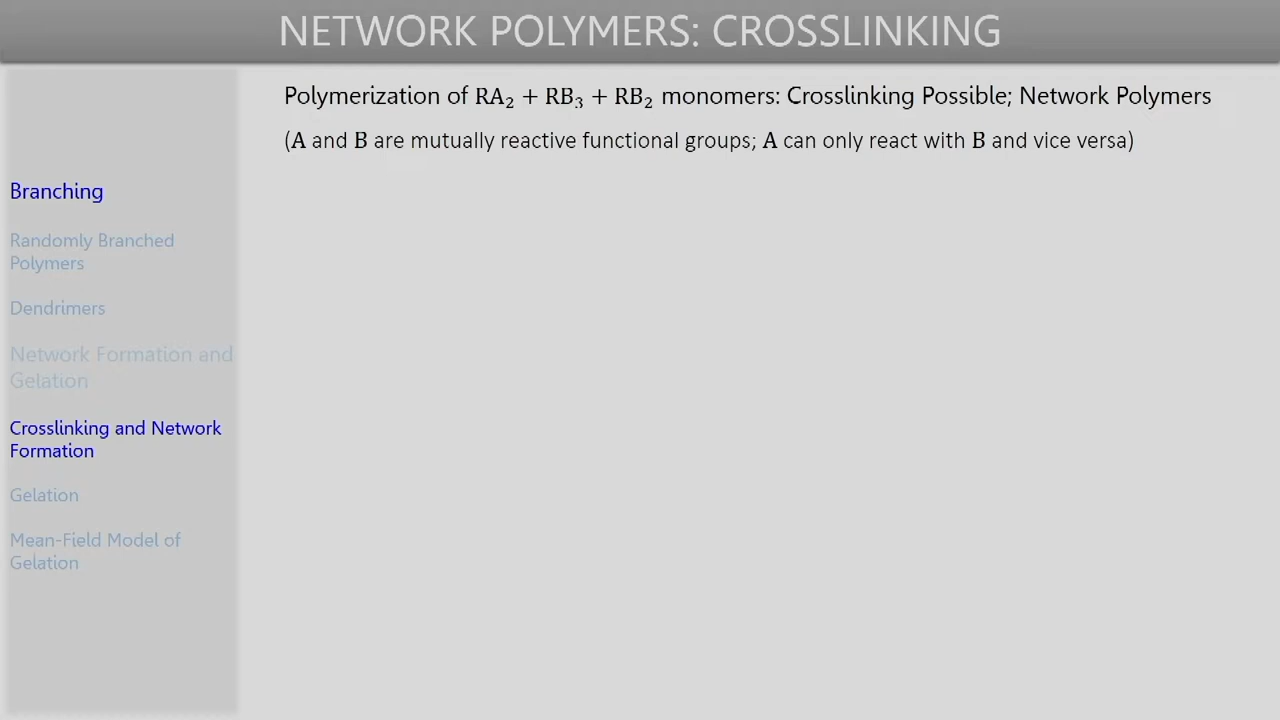 NETWORK POLYMERS: CROSSLINKING
Polymerization of RA₂ + RB₃ + RB₂ monomers: Crosslinking Possible; Network Polymers
(A and B are mutually reactive functional groups; A can only react with B and vice versa)
Branching
Randomly Branched
Polymers
Dendrimers
Network Formation and
Gelation
Crosslinking and Network
Formation
Gelation
Mean-Field Model of
Gelation